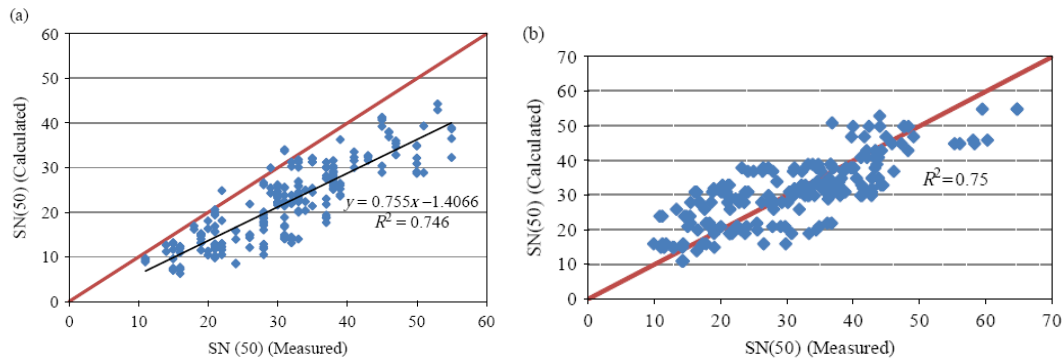 (a)
60
50
40
30
20
10
0
SN(50) (Calculated)
y = 0.755x−1.4066
R² = 0.746
0 10 20 30 40 50 60
SN (50) (Measured)
(b)
70
60
50
40
30
20
10
0
SN(50) (Calculated)
R² = 0.75
0 10 20 30 40 50 60 70
SN(50) (Measured)